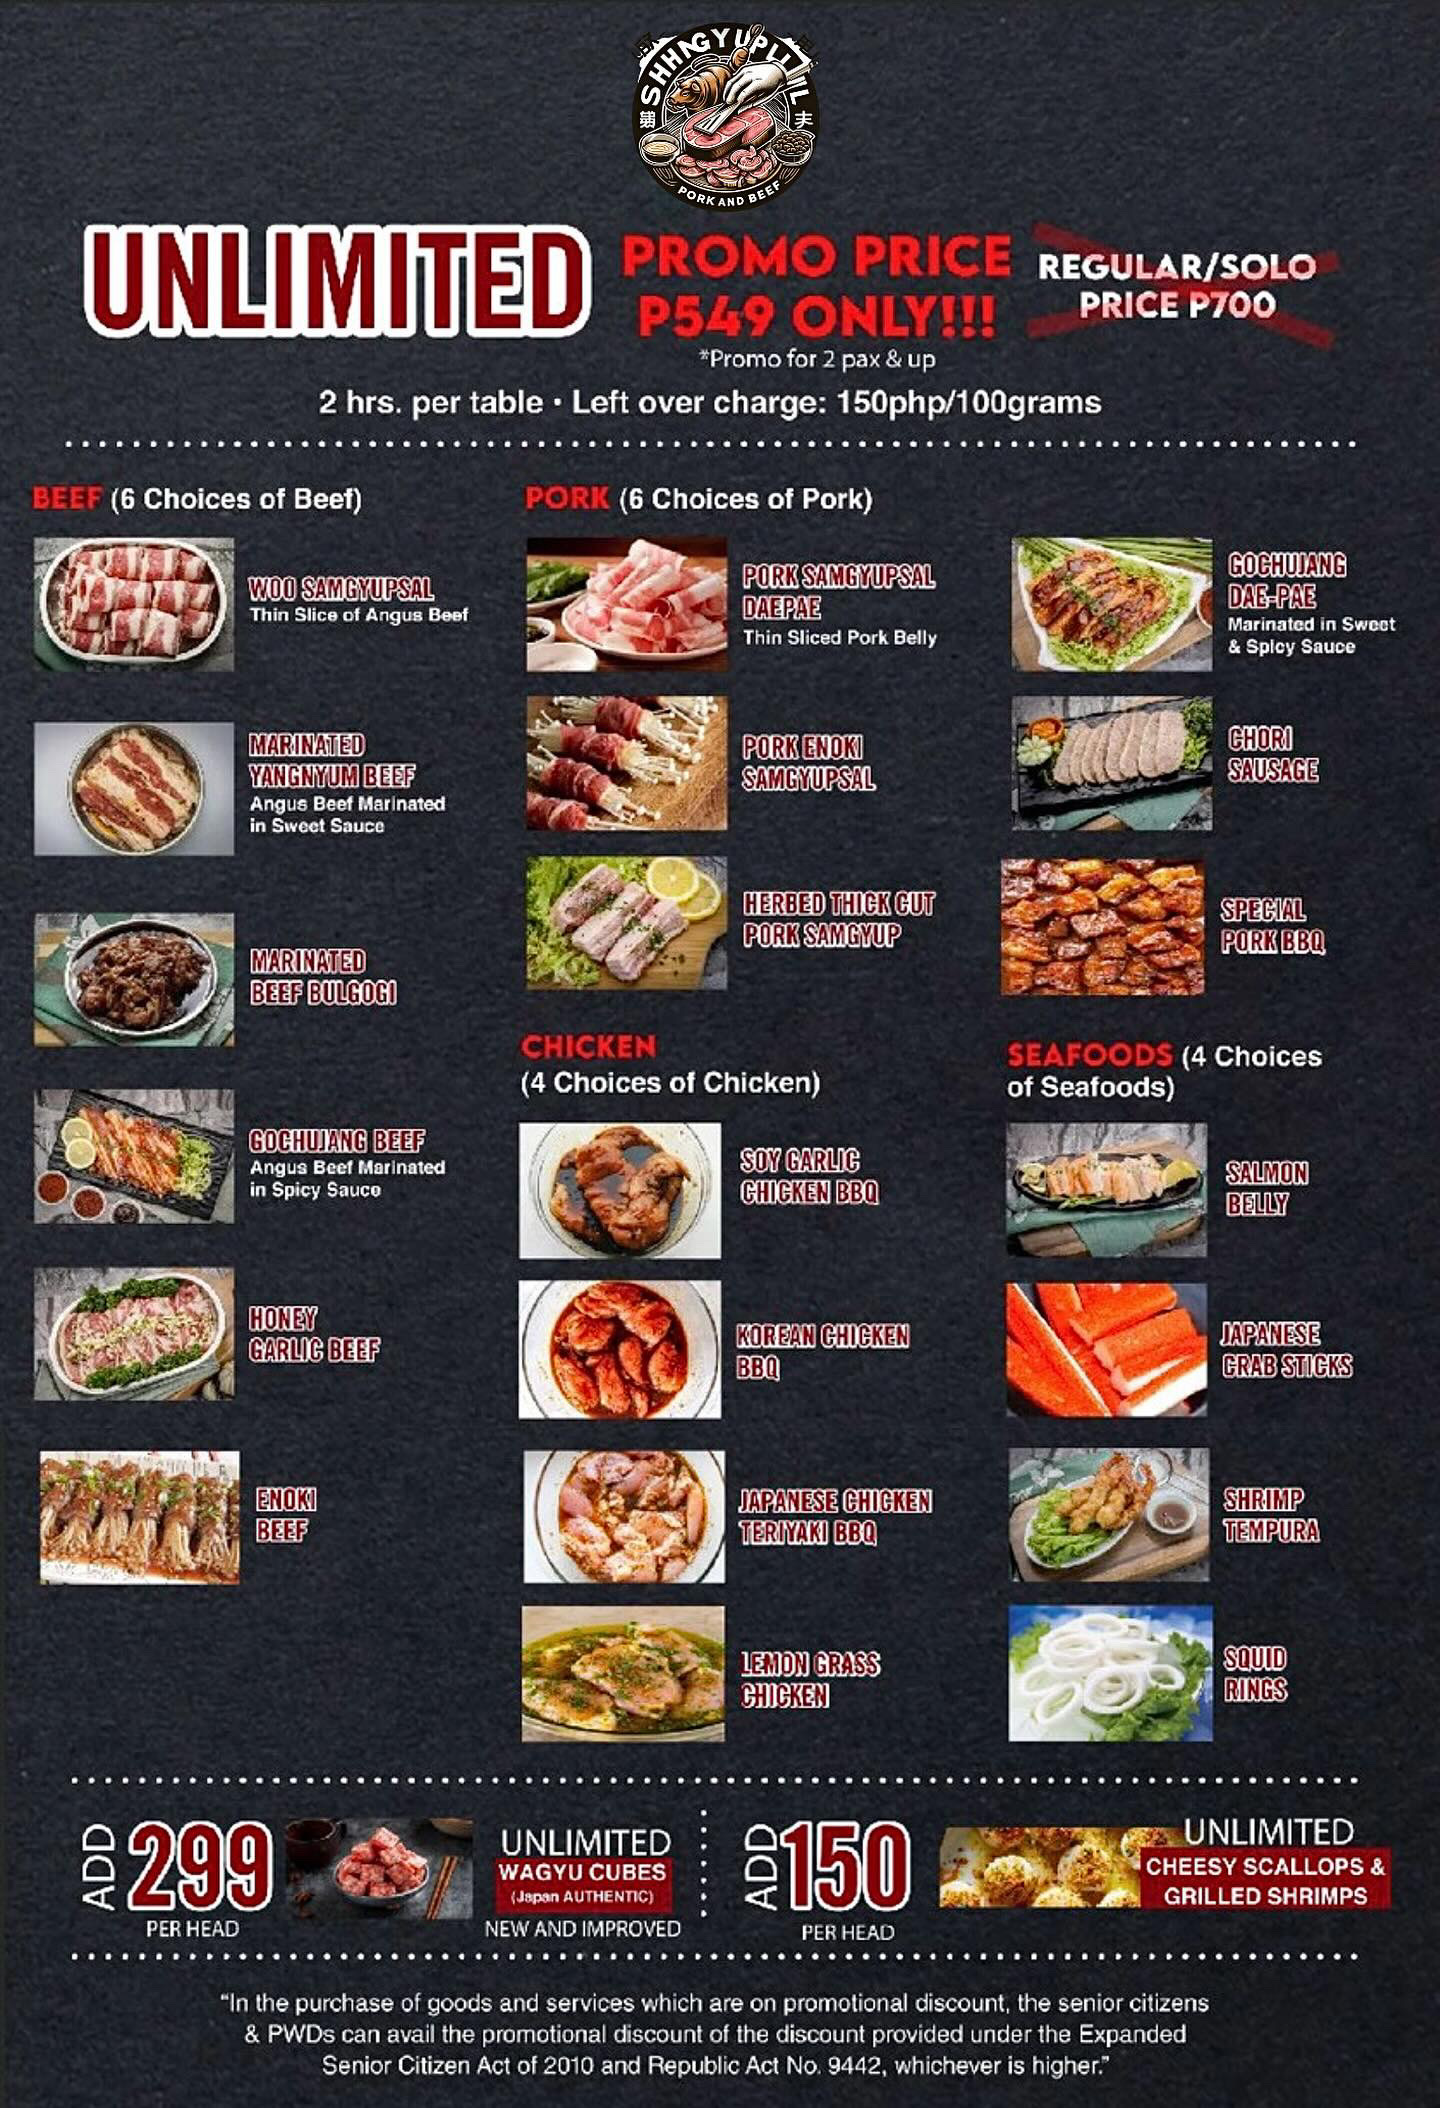 SHHNGYUPLUL
PORK AND BEEF
UNLIMITED
PROMO PRICE
P549 ONLY!!!
*Promo for 2 pax & up
REGULAR/SOLO
PRICE P700
2 hrs. per table • Left over charge: 150php/100grams
BEEF (6 Choices of Beef)
WOO SAMGYUPSAL
Thin Slice of Angus Beef
MARINATED
YANGNYUM BEEF
Angus Beef Marinated
in Sweet Sauce
MARINATED
BEEF BULGOGI
GOCHUJANG BEEF
Angus Beef Marinated
in Spicy Sauce
HONEY
GARLIC BEEF
ENOKI
BEEF
PORK (6 Choices of Pork)
PORK SAMGYUPSAL
DAEPAE
Thin Sliced Pork Belly
PORK ENOKI
SAMGYUPSAL
HERBED THICK CUT
PORK SAMGYUP
GOCHUJANG
DAE-PAE
Marinated in Sweet
& Spicy Sauce
CHORI
SAUSAGE
SPECIAL
PORK BBQ
CHICKEN
(4 Choices of Chicken)
SOY GARLIC
CHICKEN BBQ
KOREAN CHICKEN
BBQ
JAPANESE CHICKEN
TERIYAKI BBQ
LEMON GRASS
CHICKEN
SEAFOODS (4 Choices
of Seafoods)
SALMON
BELLY
JAPANESE
CRAB STICKS
SHRIMP
TEMPURA
SQUID
RINGS
ADD 299
PER HEAD
UNLIMITED
WAGYU CUBES
(Japan AUTHENTIC)
NEW AND IMPROVED
ADD 150
PER HEAD
UNLIMITED
CHEESY SCALLOPS &
GRILLED SHRIMPS
"In the purchase of goods and services which are on promotional discount, the senior citizens
& PWDs can avail the promotional discount of the discount provided under the Expanded
Senior Citizen Act of 2010 and Republic Act No. 9442, whichever is higher."